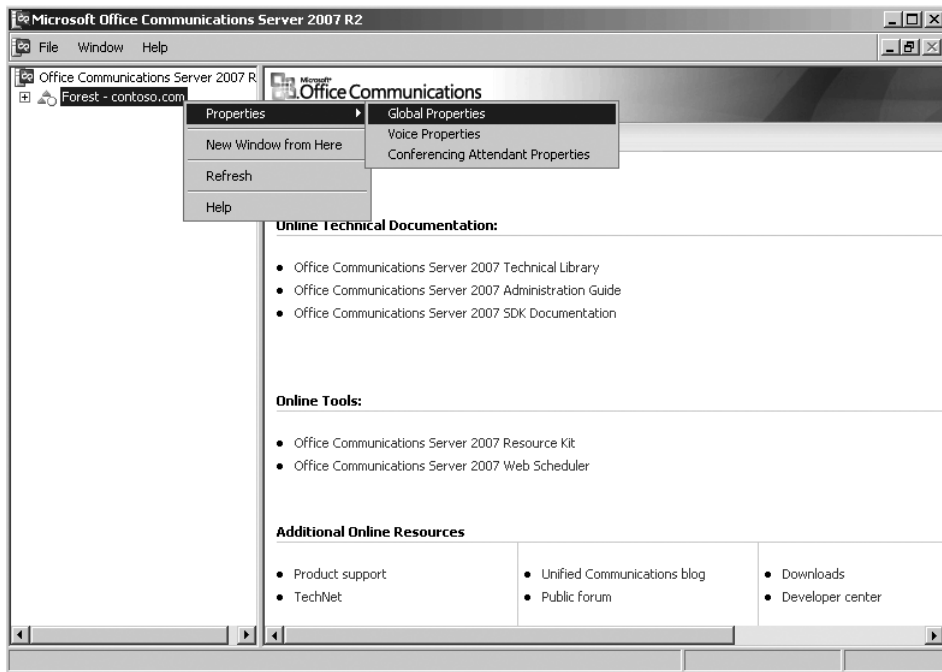 Microsoft Office Communications Server 2007 R2
File Window Help
Office Communications Server 2007 R
Forest - contoso.com
Microsoft
Office Communications
Properties
New Window from Here
Refresh
Help
Global Properties
Voice Properties
Conferencing Attendant Properties
Online Technical Documentation:
Office Communications Server 2007 Technical Library
Office Communications Server 2007 Administration Guide
Office Communications Server 2007 SDK Documentation
Online Tools:
Office Communications Server 2007 Resource Kit
Office Communications Server 2007 Web Scheduler
Additional Online Resources
Product support
TechNet
Unified Communications blog
Public forum
Downloads
Developer center